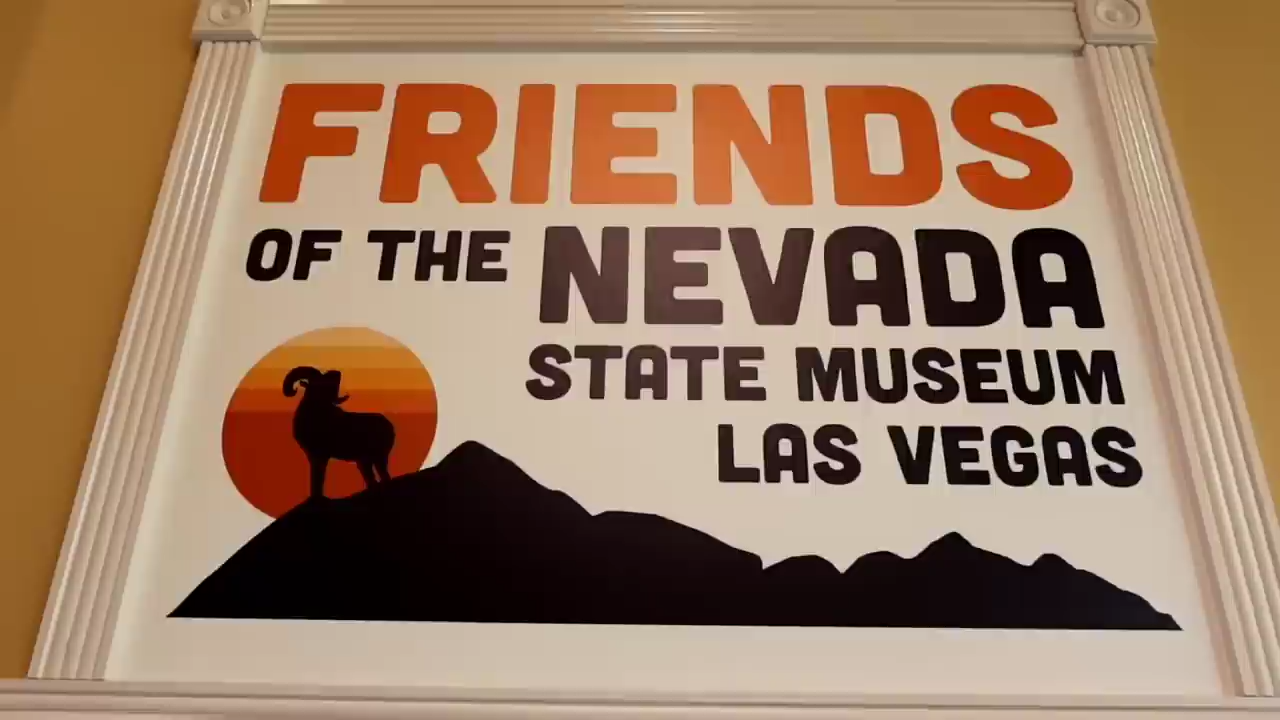 FRIENDS
OF THE NEVADA
STATE MUSEUM
LAS VEGAS